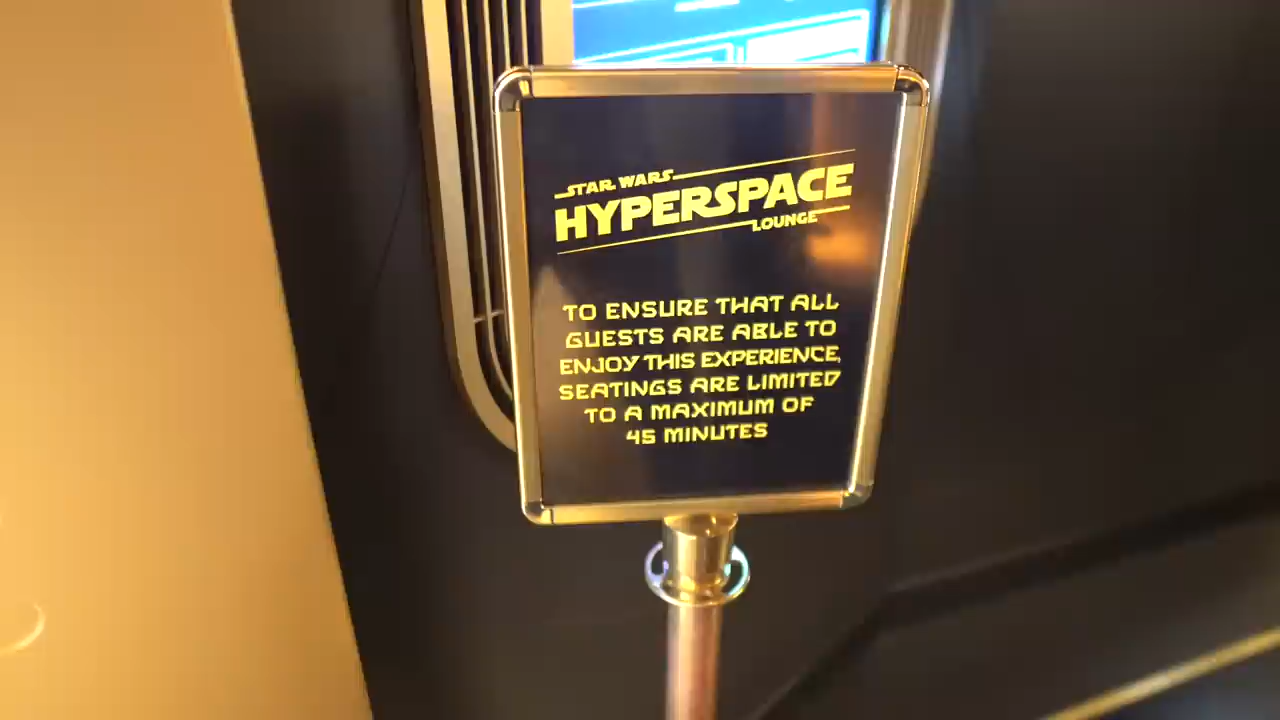 STAR WARS
HYPERSPACE
LOUNGE
TO ENSURE THAT ALL
GUESTS ARE ABLE TO
ENJOY THIS EXPERIENCE,
SEATINGS ARE LIMITED
TO A MAXIMUM OF
45 MINUTES